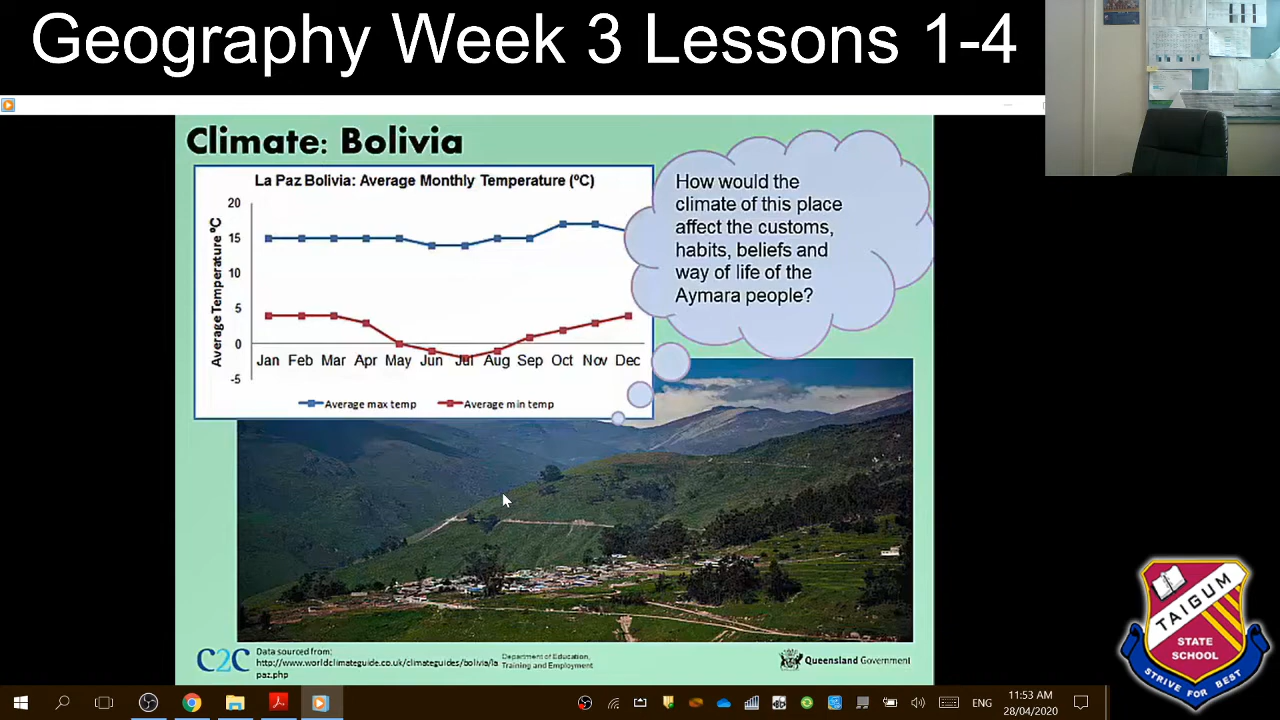 Geography Week 3 Lessons 1-4
Climate: Bolivia
La Paz Bolivia: Average Monthly Temperature (ºC)
Average Temperature ºC
20
15
10
5
0
-5
Jan Feb Mar Apr May Jun Jul Aug Sep Oct Nov Dec
Average max temp
Average min temp
How would the
climate of this place
affect the customs,
habits, beliefs and
way of life of the
Aymara people?
C2C
Data sourced from:
http://www.worldclimateguide.co.uk/climateguides/bolivia/la
paz.php
Department of Education,
Training and Employment
Queensland Government
TAIGUM
STATE
SCHOOL
STRIVE FOR BEST
ENG
11:53 AM
28/04/2020